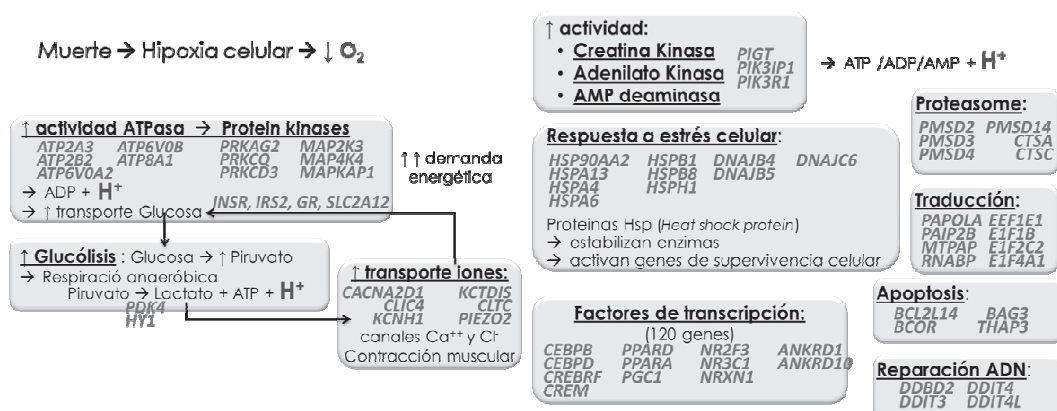 Muerte → Hipoxia celular → ↓ O₂
↑ actividad ATPasa → Protein kinases
ATP2A3 ATP6V0B PRKAG2 MAP2K3
ATP2B2 ATP8A1 PRKCQ MAP4K4
ATP6V0A2 PRKCD3 MAPKAP1
→ ADP + H⁺
→ ↑ transporte Glucosa
INSR, IRS2, GR, SLC2A12
↑↑ demanda
energética
↑ Glucólisis : Glucosa → ↑ Piruvato
→ Respiració anaeróbica
Piruvato → Lactato + ATP + H⁺
PDK4
HY1
↑ transporte iones:
CACNA2D1 KCTDI5
CLIC4 CLTC
KCNH1 PIEZO2
canales Ca⁺⁺ y Cl⁻
Contracción muscular
↑ actividad:
• Creatina Kinasa
• Adenilato Kinasa
• AMP deaminasa
PIGT
PIK3IP1
PIK3R1
→ ATP /ADP/AMP + H⁺
Respuesta a estrés celular:
HSP90AA2 HSPB1 DNAJB4 DNAJC6
HSPA13 HSPB8 DNAJB5
HSPA4 HSPH1
HSPA6
Proteinas Hsp (Heat shock protein)
→ estabilizan enzimas
→ activan genes de supervivencia celular
Factores de transcripción:
(120 genes)
CEBPB PPARD NR2F3 ANKRD1
CEBPD PPARA NR3C1 ANKRD10
CREBRF PGC1 NRXN1
CREM
Proteasome:
PMSD2 PMSD14
PMSD3 CTSA
PMSD4 CTSC
Traducción:
PAPOLA EEF1E1
PAIP2B E1F1B
MTPAP E1F2C2
RNABP E1F4A1
Apoptosis:
BCL2L14 BAG3
BCOR THAP3
Reparación ADN:
DDBD2 DDIT4
DDIT3 DDIT4L